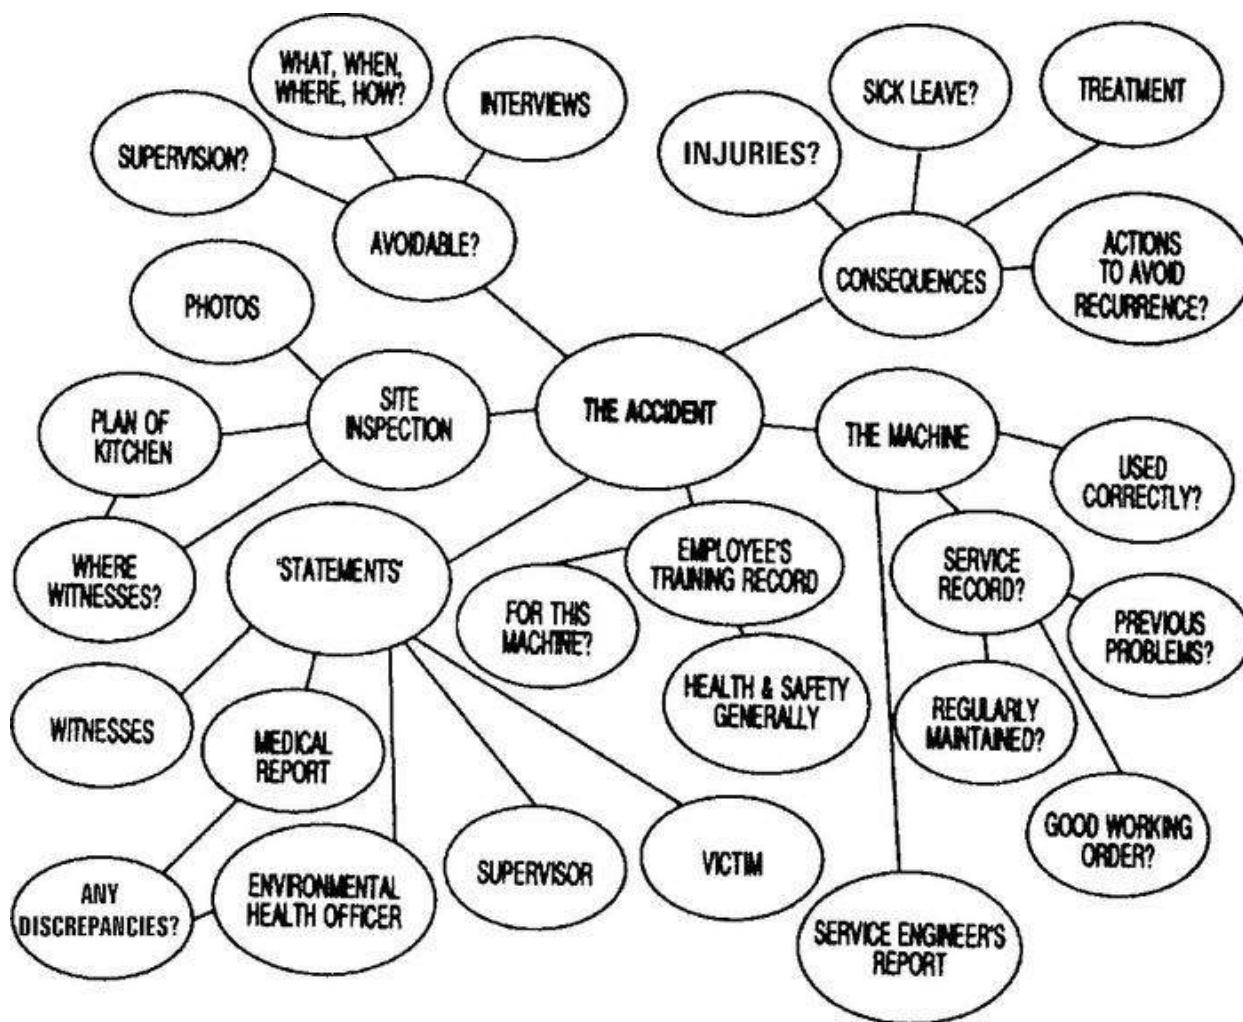 WHAT, WHEN,
WHERE, HOW?
INTERVIEWS
SUPERVISION?
AVOIDABLE?
SICK LEAVE?
TREATMENT
INJURIES?
CONSEQUENCES
ACTIONS
TO AVOID
RECURRENCE?
PHOTOS
PLAN OF
KITCHEN
SITE
INSPECTION
THE ACCIDENT
THE MACHINE
USED
CORRECTLY?
WHERE
WITNESSES?
'STATEMENTS'
EMPLOYEE'S
TRAINING RECORD
FOR THIS
MACHINE?
SERVICE
RECORD?
PREVIOUS
PROBLEMS?
HEALTH & SAFETY
GENERALLY
REGULARLY
MAINTAINED?
WITNESSES
MEDICAL
REPORT
GOOD WORKING
ORDER?
ANY
DISCREPANCIES?
ENVIRONMENTAL
HEALTH OFFICER
SUPERVISOR
VICTIM
SERVICE ENGINEER'S
REPORT